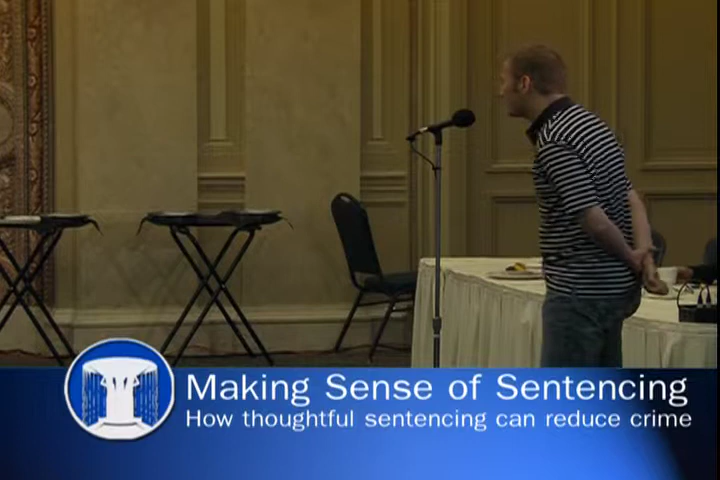 Making Sense of Sentencing
How thoughtful sentencing can reduce crime